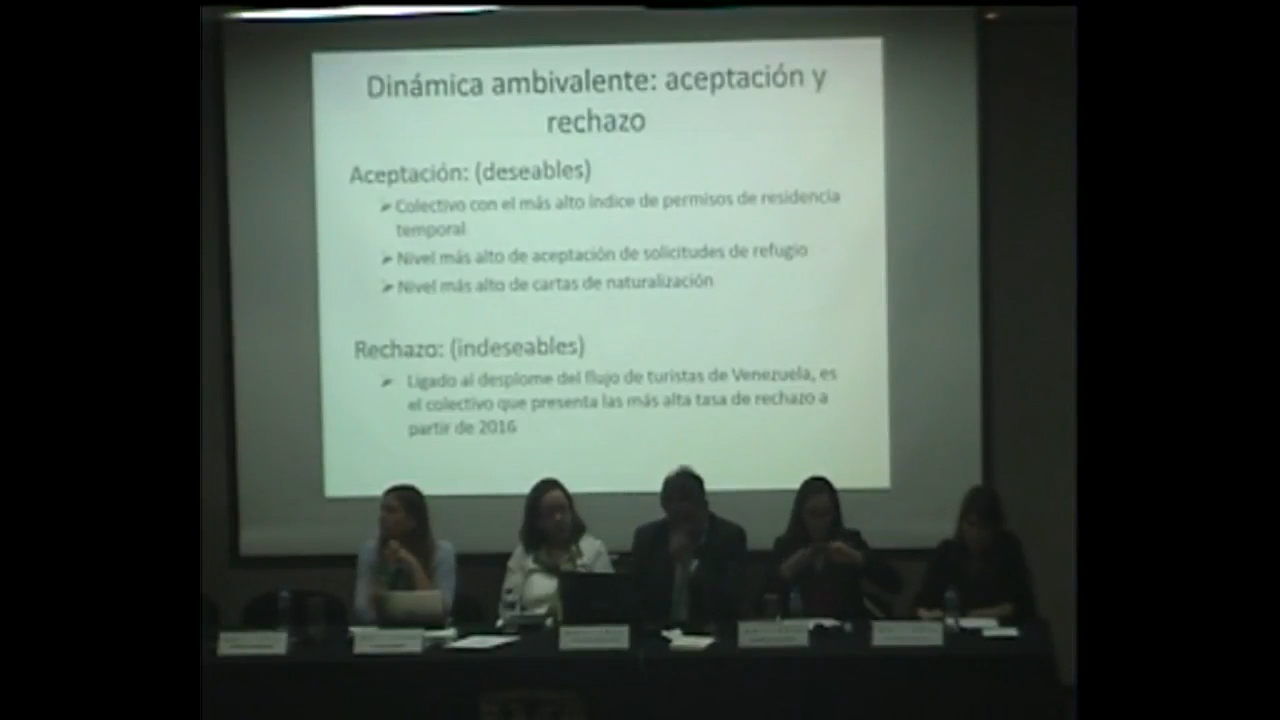 Dinámica ambivalente: aceptación y
rechazo
Aceptación: (deseables)
➢ Colectivo con el más alto índice de permisos de residencia
temporal
➢ Nivel más alto de aceptación de solicitudes de refugio
➢ Nivel más alto de cartas de naturalización
Rechazo: (indeseables)
➢ Ligado al desplome del flujo de turistas de Venezuela, es
el colectivo que presenta las más alta tasa de rechazo a
partir de 2016